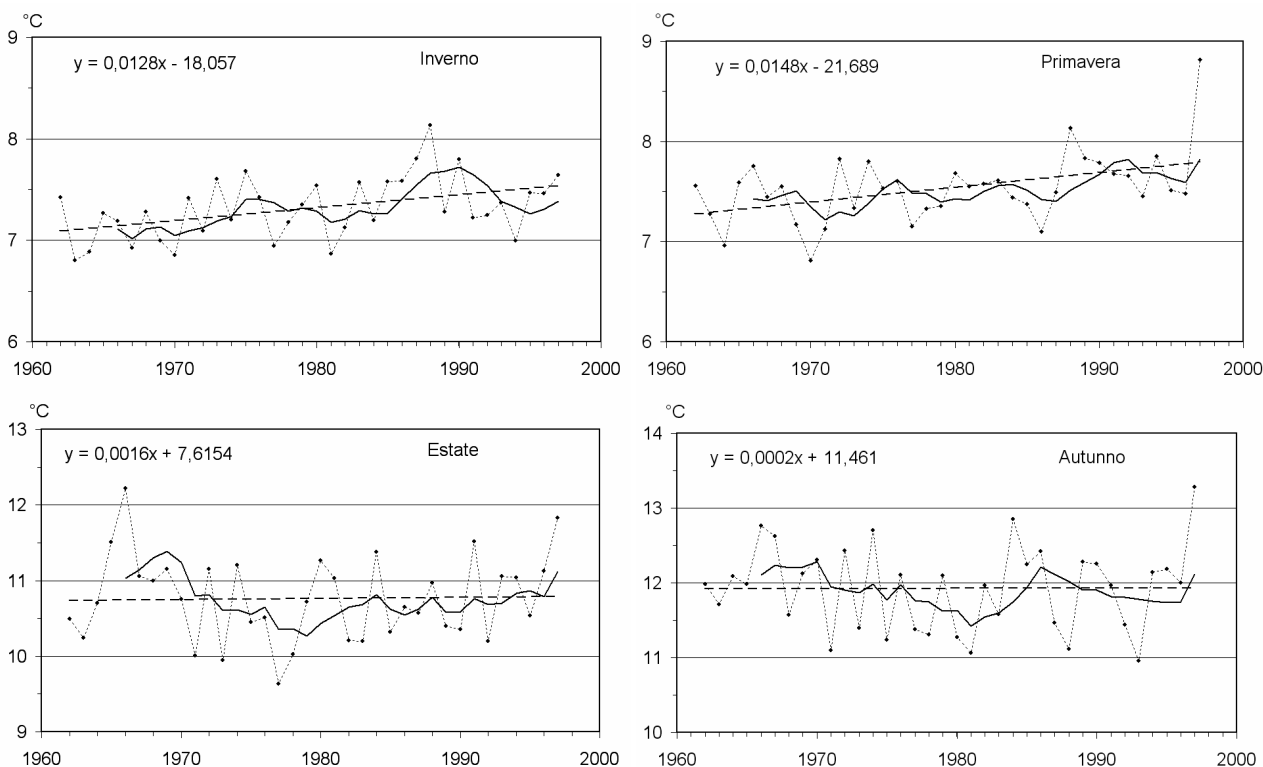 °C
9
y = 0,0128x - 18,057
Inverno
8
7
6
1960 1970 1980 1990 2000
°C
9
y = 0,0148x - 21,689
Primavera
8
7
6
1960 1970 1980 1990 2000
°C
13
y = 0,0016x + 7,6154
Estate
12
11
10
9
1960 1970 1980 1990 2000
°C
14
y = 0,0002x + 11,461
Autunno
13
12
11
10
1960 1970 1980 1990 2000